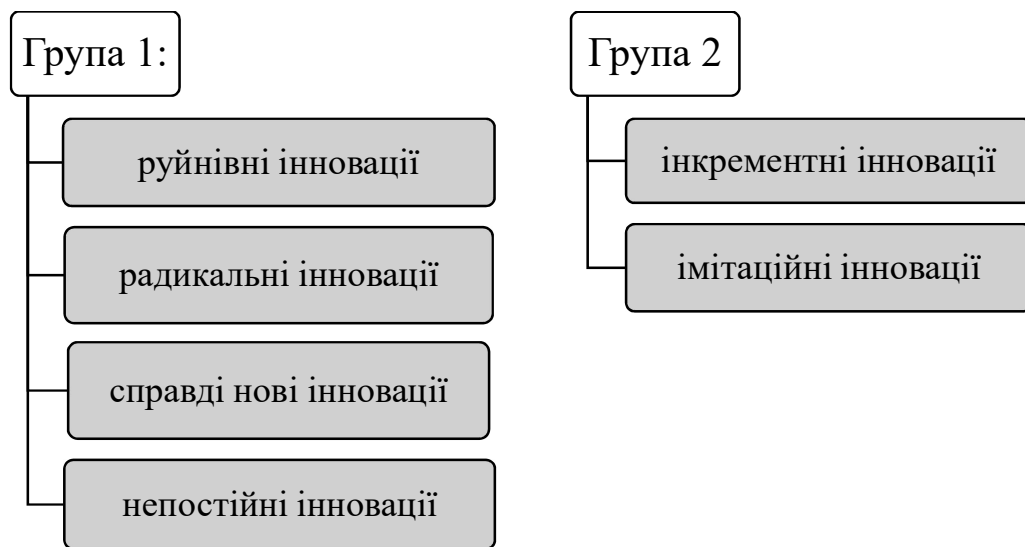 Група 1:
руйнівні інновації
радикальні інновації
справді нові інновації
непостійні інновації
Група 2
інкрементні інновації
імітаційні інновації